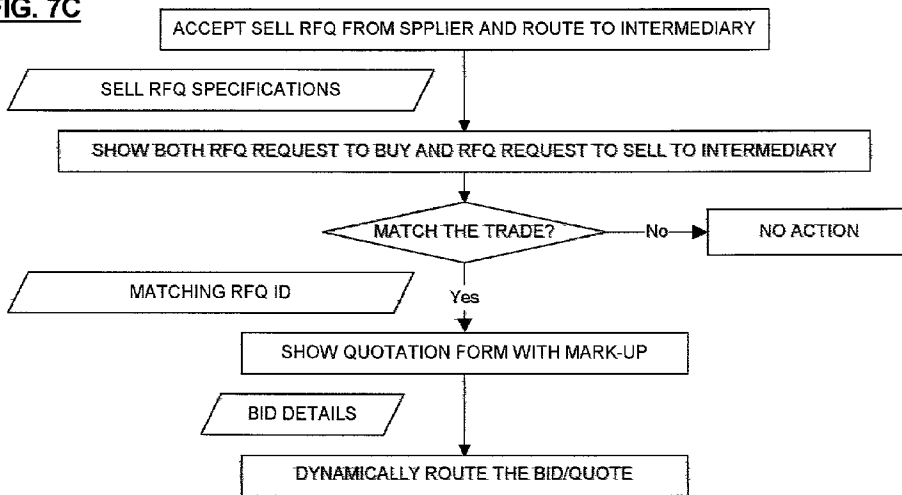 FIG. 7C
ACCEPT SELL RFQ FROM SPPLIER AND ROUTE TO INTERMEDIARY
SELL RFQ SPECIFICATIONS
SHOW BOTH RFQ REQUEST TO BUY AND RFQ REQUEST TO SELL TO INTERMEDIARY
MATCH THE TRADE?
No
NO ACTION
MATCHING RFQ ID
Yes
SHOW QUOTATION FORM WITH MARK-UP
BID DETAILS
DYNAMICALLY ROUTE THE BID/QUOTE